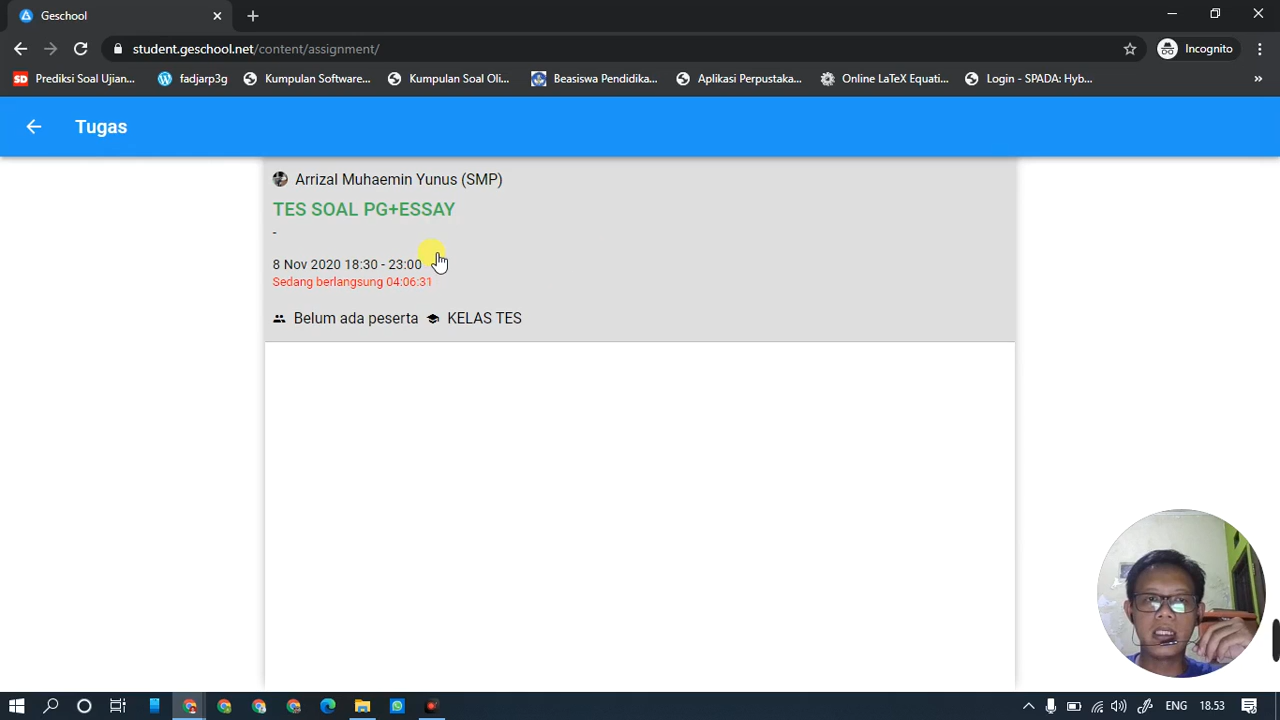 Geschool
student.geschool.net/content/assignment/
Incognito
Prediksi Soal Ujian...
fadjarp3g
Kumpulan Software...
Kumpulan Soal Oli...
Beasiswa Pendidika...
Aplikasi Perpustaka...
Online LaTeX Equati...
Login - SPADA: Hyb...
»
Tugas
Arrizal Muhaemin Yunus (SMP)
TES SOAL PG+ESSAY
-
8 Nov 2020 18:30 - 23:00
Sedang berlangsung 04:06:31
Belum ada peserta KELAS TES
ENG 18.53